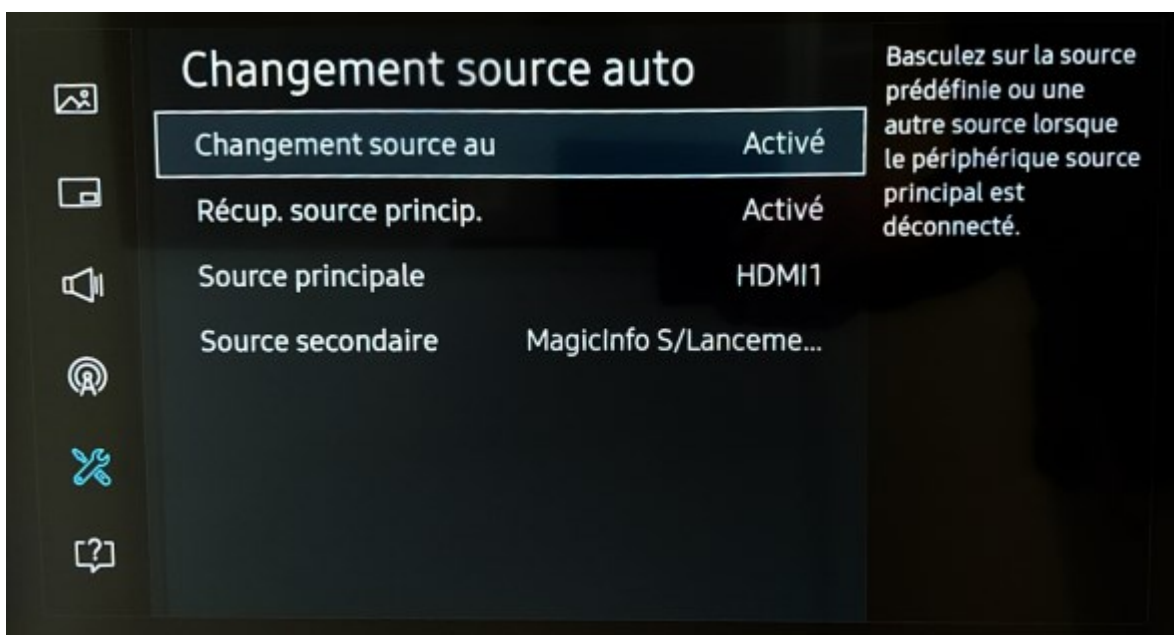 Changement source auto
Changement source au Activé
Récup. source princip. Activé
Source principale HDMI1
Source secondaire MagicInfo S/Lanceme...
Basculez sur la source
prédéfinie ou une
autre source lorsque
le périphérique source
principal est
déconnecté.